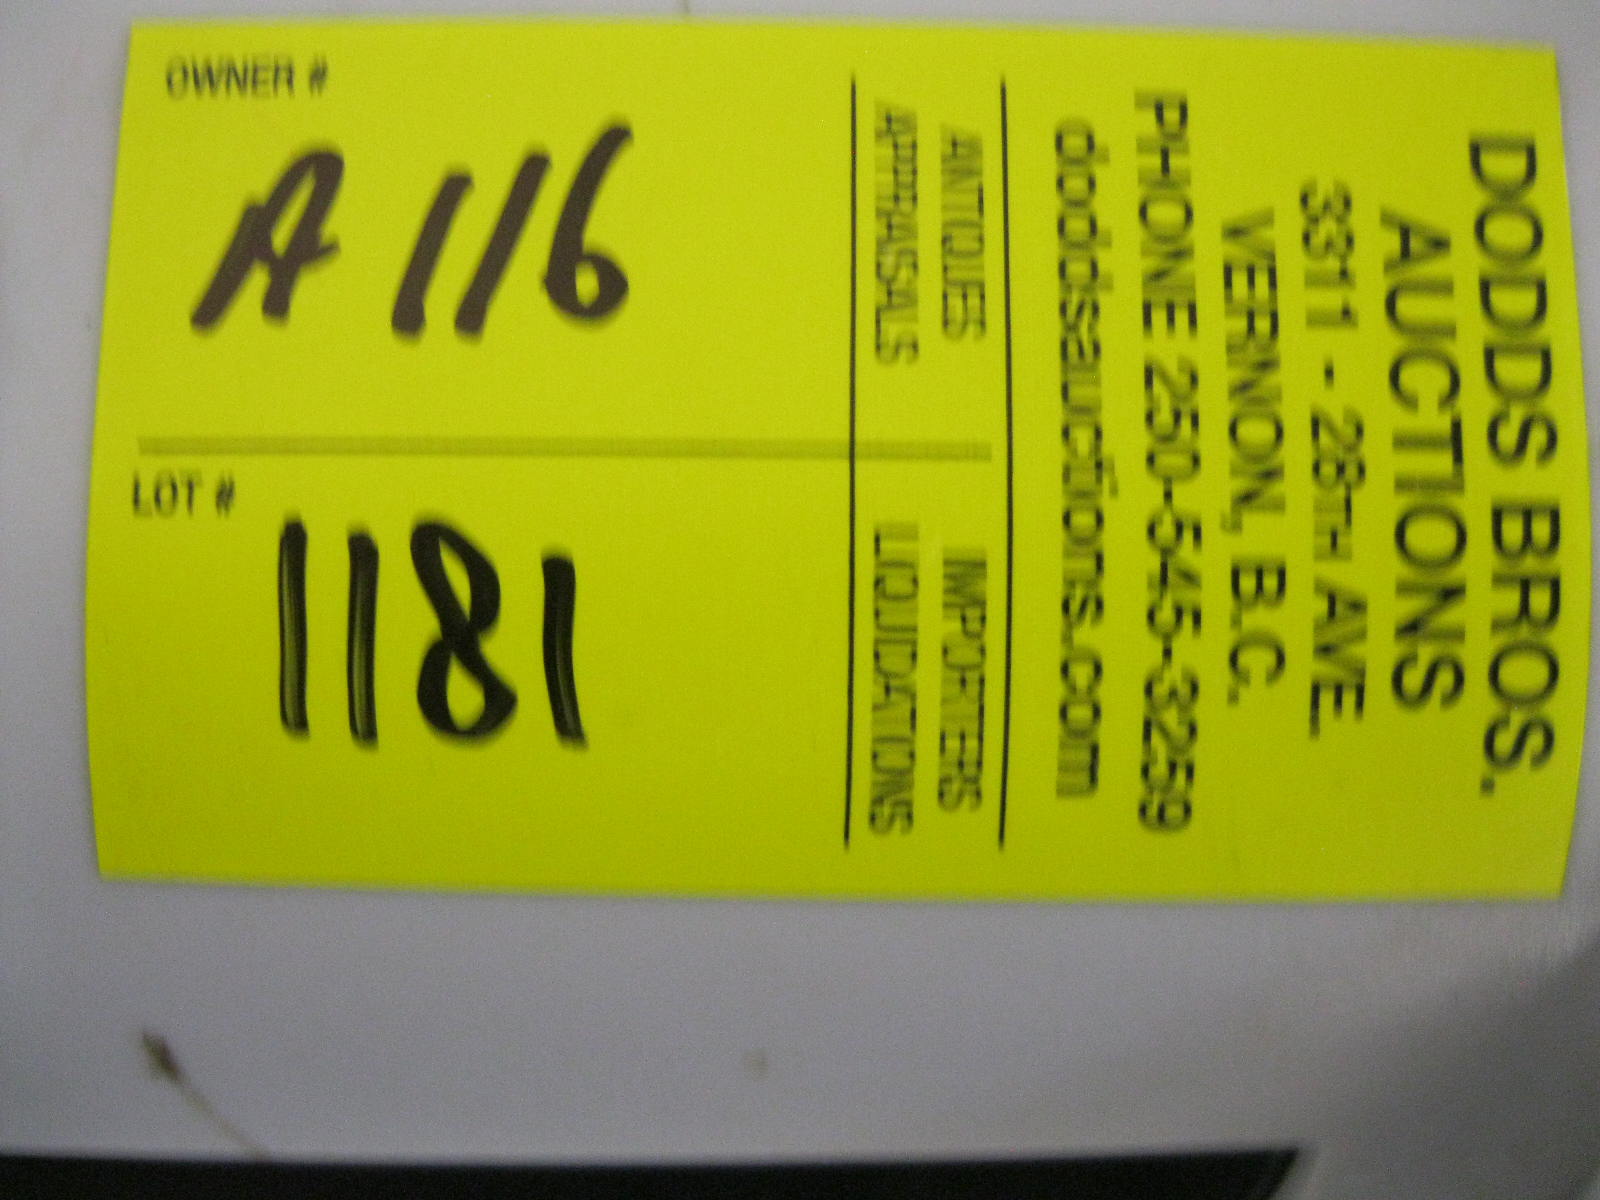 DODDS BROS.
AUCTIONS
3311 - 28TH AVE.
VERNON, B.C.
PHONE 250-545-3259
doddsauctions.com
ANTIQUES IMPORTERS
APPRASALS LIQUIDATIONS
OWNER #
A 116
LOT #
1181